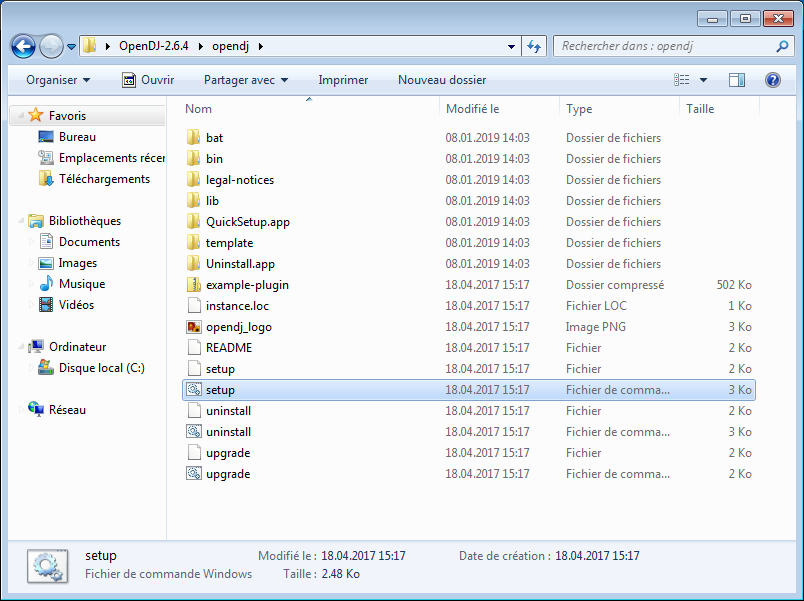 OpenDJ-2.6.4 opendj Rechercher dans : opendj
Organiser Ouvrir Partager avec Imprimer Nouveau dossier
Nom Modifié le Type Taille
Favoris
Bureau
Emplacements récen
Téléchargements
Bibliothèques
Documents
Images
Musique
Vidéos
Ordinateur
Disque local (C:)
Réseau
bat 08.01.2019 14:03 Dossier de fichiers
bin 08.01.2019 14:03 Dossier de fichiers
legal-notices 08.01.2019 14:03 Dossier de fichiers
lib 08.01.2019 14:03 Dossier de fichiers
QuickSetup.app 08.01.2019 14:03 Dossier de fichiers
template 08.01.2019 14:03 Dossier de fichiers
Uninstall.app 08.01.2019 14:03 Dossier de fichiers
example-plugin 18.04.2017 15:17 Dossier compressé 502 Ko
instance.loc 18.04.2017 15:17 Fichier LOC 1 Ko
opendj_logo 18.04.2017 15:17 Image PNG 3 Ko
README 18.04.2017 15:17 Fichier 2 Ko
setup 18.04.2017 15:17 Fichier 2 Ko
setup 18.04.2017 15:17 Fichier de comma... 3 Ko
uninstall 18.04.2017 15:17 Fichier 2 Ko
uninstall 18.04.2017 15:17 Fichier de comma... 3 Ko
upgrade 18.04.2017 15:17 Fichier 2 Ko
upgrade 18.04.2017 15:17 Fichier de comma... 2 Ko
setup Modifié le : 18.04.2017 15:17 Date de création : 18.04.2017 15:17
Fichier de commande Windows Taille : 2.48 Ko